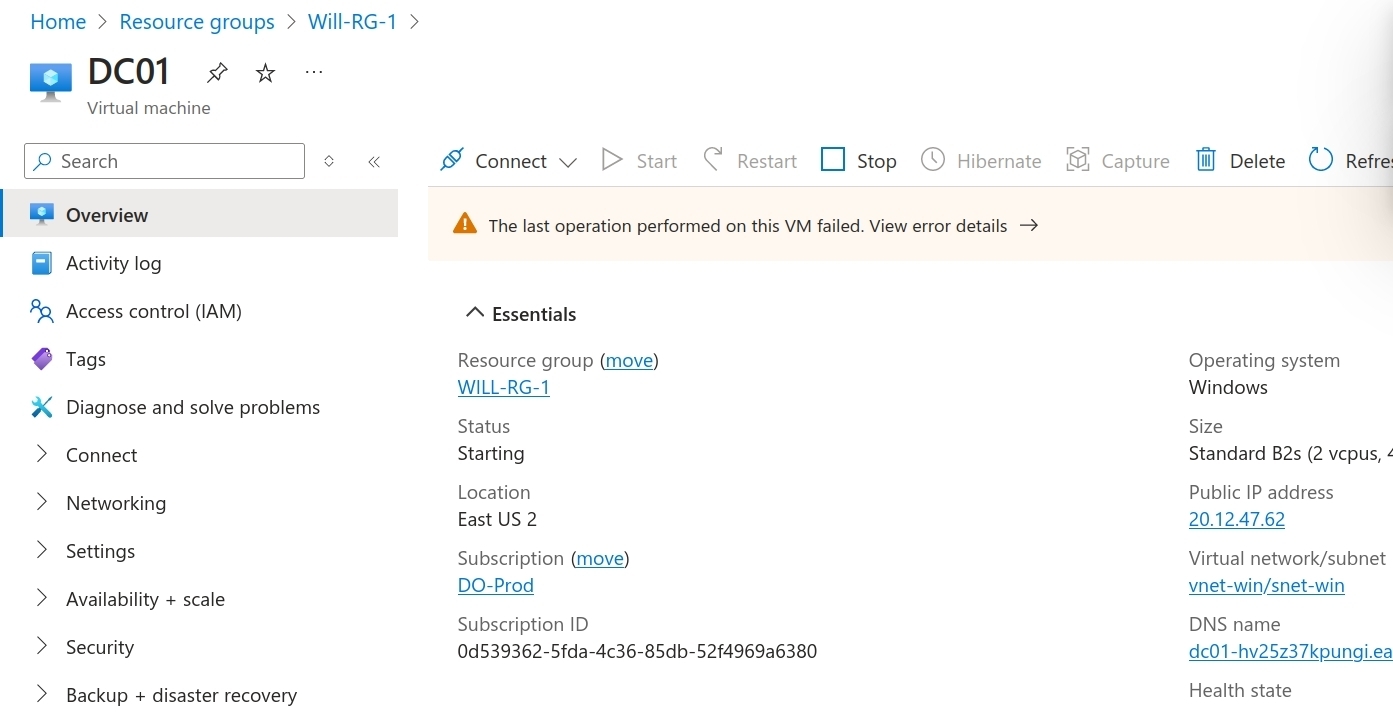 Home > Resource groups > Will-RG-1 >
DC01
Virtual machine
Search
Connect Start Restart Stop Hibernate Capture Delete Refres
Overview
Activity log
Access control (IAM)
Tags
Diagnose and solve problems
Connect
Networking
Settings
Availability + scale
Security
Backup + disaster recovery
The last operation performed on this VM failed. View error details →
Essentials
Resource group (move)
WILL-RG-1
Status
Starting
Location
East US 2
Subscription (move)
DO-Prod
Subscription ID
0d539362-5fda-4c36-85db-52f4969a6380
Operating system
Windows
Size
Standard B2s (2 vcpus, 4
Public IP address
20.12.47.62
Virtual network/subnet
vnet-win/snet-win
DNS name
dc01-hv25z37kpungi.ea
Health state